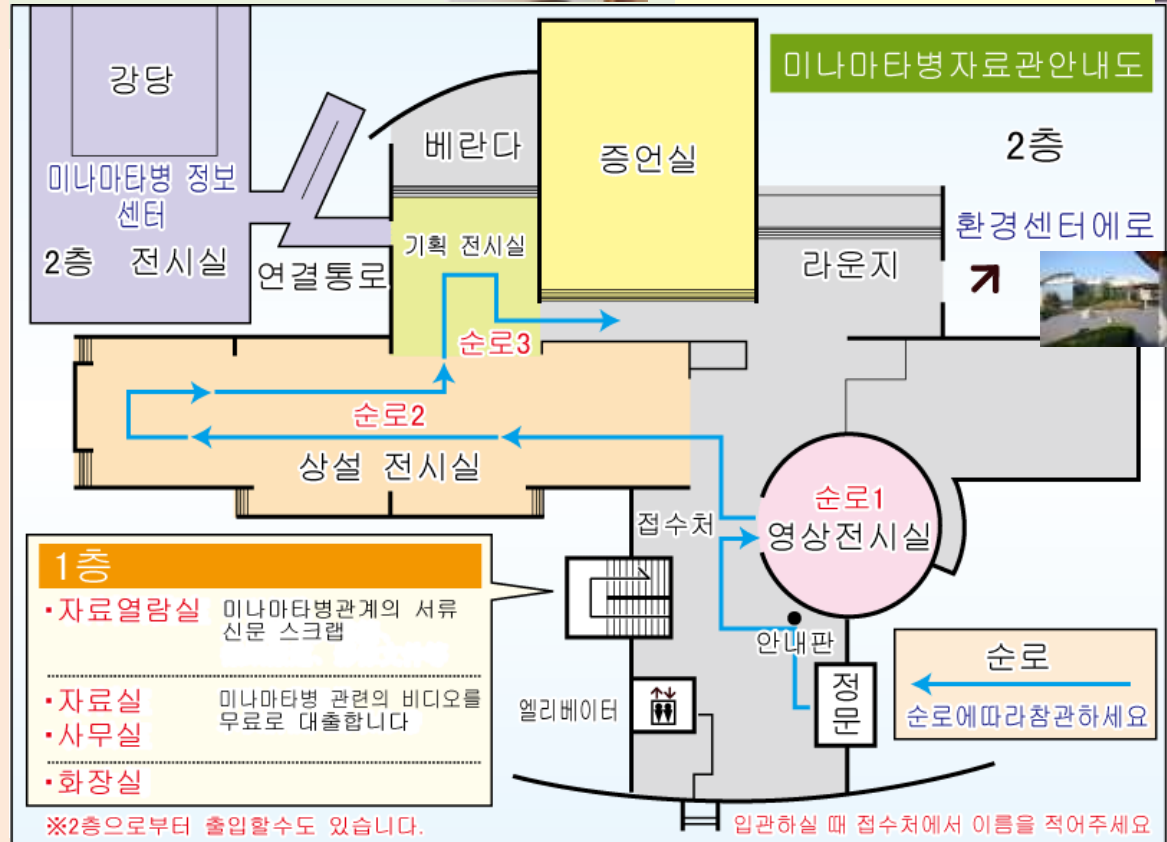 미나마타병자료관안내도
2층
강당
미나마타병 정보
센터
2층 전시실
연결통로
베란다
기획 전시실
증언실
라운지
환경센터에로
순로3
순로2
상설 전시실
순로1
영상전시실
접수처
안내판
정문
엘리베이터
순로
순로에따라참관하세요
1층
·자료열람실 미나마타병관계의 서류
신문 스크랩
·자료실 미나마타병 관련의 비디오를
무료로 대출합니다
·사무실
·화장실
※2층으로부터 출입할수도 있습니다.
입관하실 때 접수처에서 이름을 적어주세요